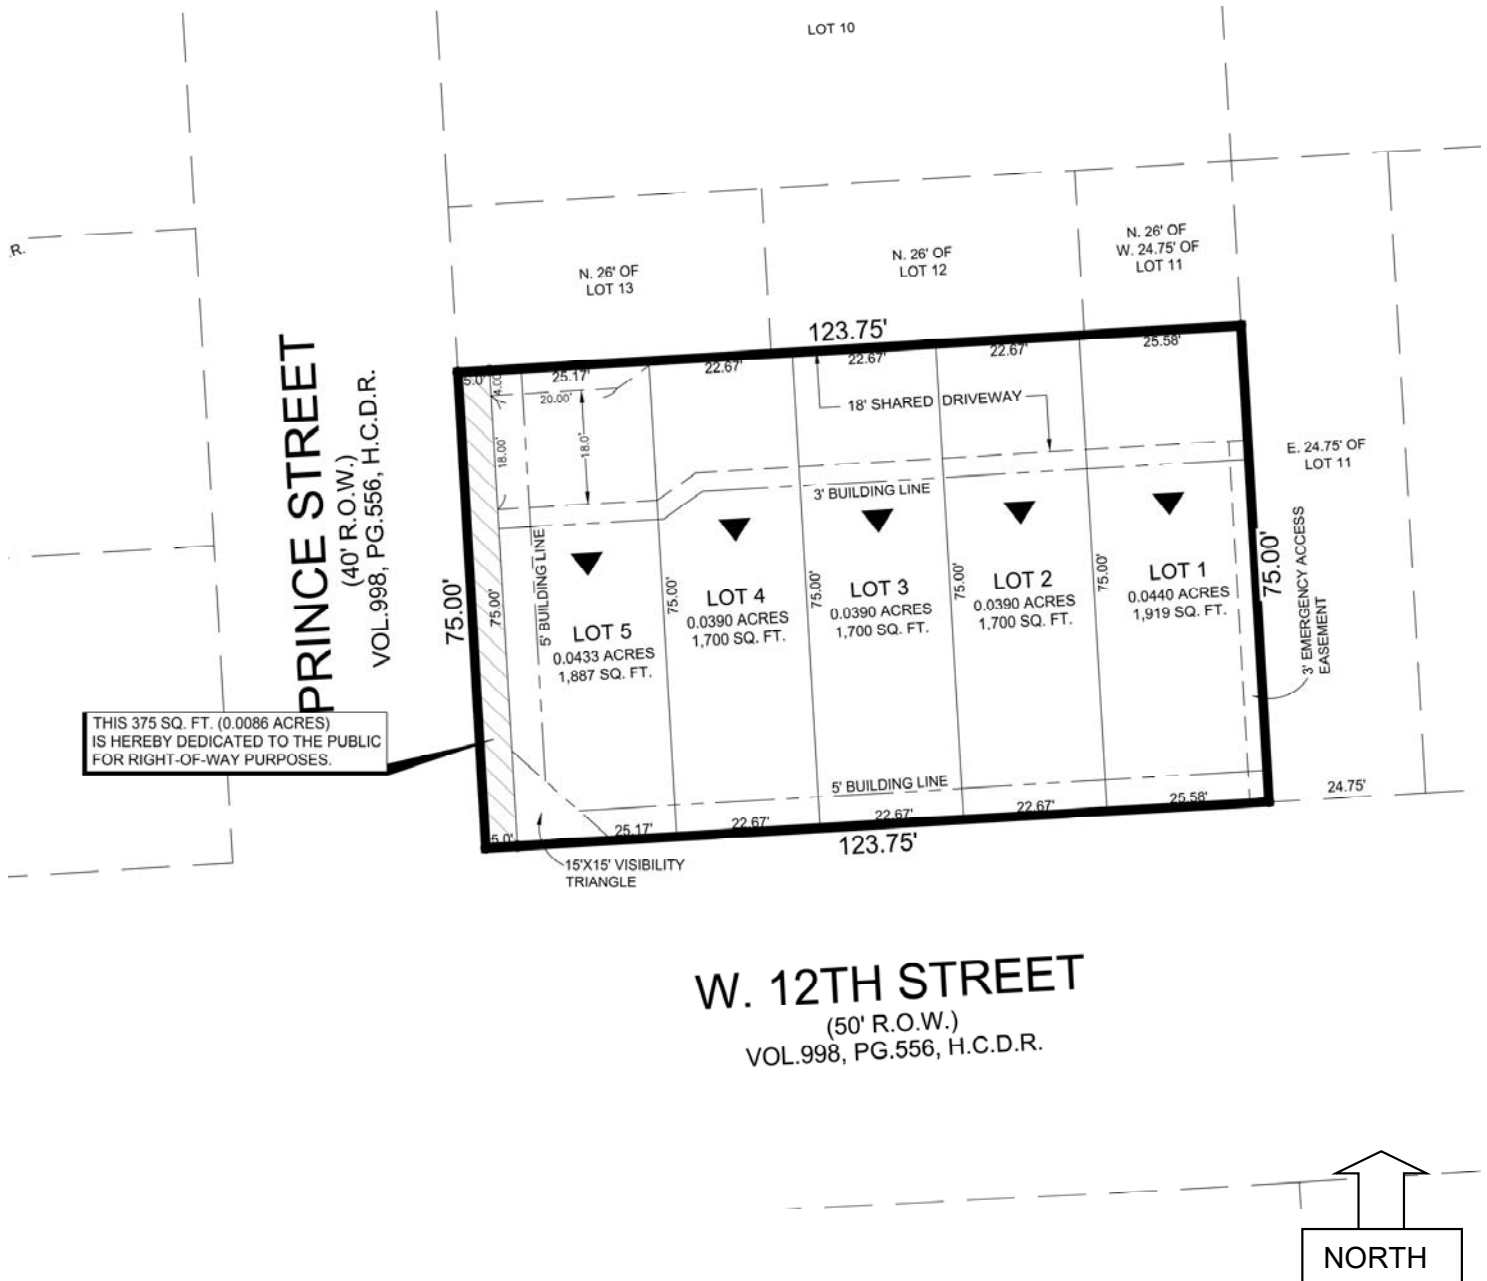 LOT 10
R.
N. 26' OF
LOT 13
N. 26' OF
LOT 12
N. 26' OF
W. 24.75' OF
LOT 11
123.75'
5.0'
4.00'
25.17'
22.67'
22.67'
22.67'
25.58'
20.00'
18' SHARED DRIVEWAY
18.00'
18.0'
E. 24.75' OF
LOT 11
PRINCE STREET
(40' R.O.W.)
VOL.998, PG.556, H.C.D.R.
3' BUILDING LINE
75.00'
75.00'
5' BUILDING LINE
75.00'
75.00'
75.00'
75.00'
75.00'
3' EMERGENCY ACCESS
EASEMENT
LOT 5
0.0433 ACRES
1,887 SQ. FT.
LOT 4
0.0390 ACRES
1,700 SQ. FT.
LOT 3
0.0390 ACRES
1,700 SQ. FT.
LOT 2
0.0390 ACRES
1.700 SQ. FT.
LOT 1
0.0440 ACRES
1,919 SQ. FT.
THIS 375 SQ. FT. (0.0086 ACRES)
IS HEREBY DEDICATED TO THE PUBLIC
FOR RIGHT-OF-WAY PURPOSES.
5' BUILDING LINE
5.0'
25.17'
22.67'
22.67'
22.67'
25.58'
24.75'
123.75'
15'X15' VISIBILITY
TRIANGLE
W. 12TH STREET
(50' R.O.W.)
VOL.998, PG.556, H.C.D.R.
NORTH